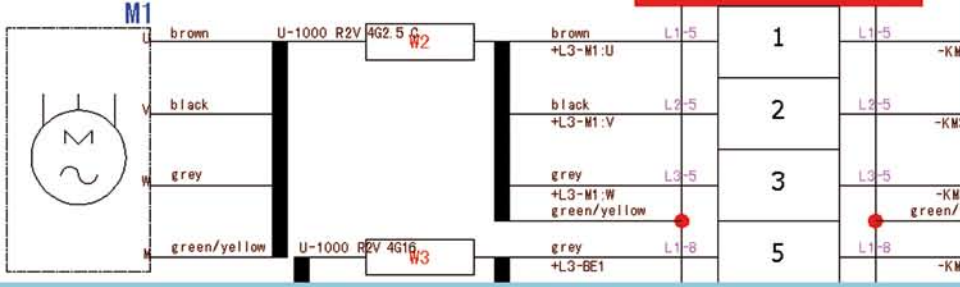 M1
U brown U-1000 R2V 4G2.5 C W2 brown L1-5 1 L1-5
+L3-M1:U
V black black L2-5 2 L2-5
+L3-M1:V
W grey grey L3-5 3 L3-5
+L3-M1:W
green/yellow green/
M
green/yellow U-1000 R2V 4G16 W3 grey L1-8 5 L1-8
+L3-BE1